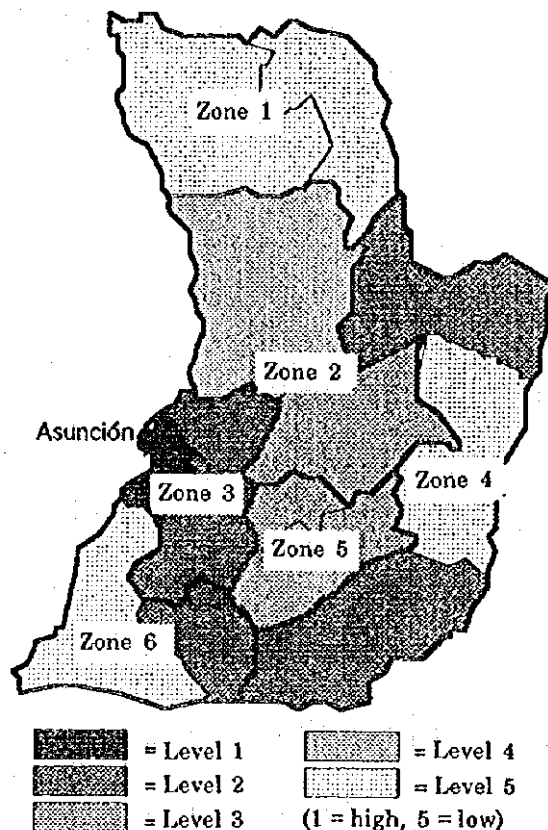 Zone 1
Zone 2
Asunción
Zone 3
Zone 4
Zone 5
Zone 6
= Level 1
= Level 2
= Level 3
= Level 4
= Level 5
(1 = high, 5 = low)